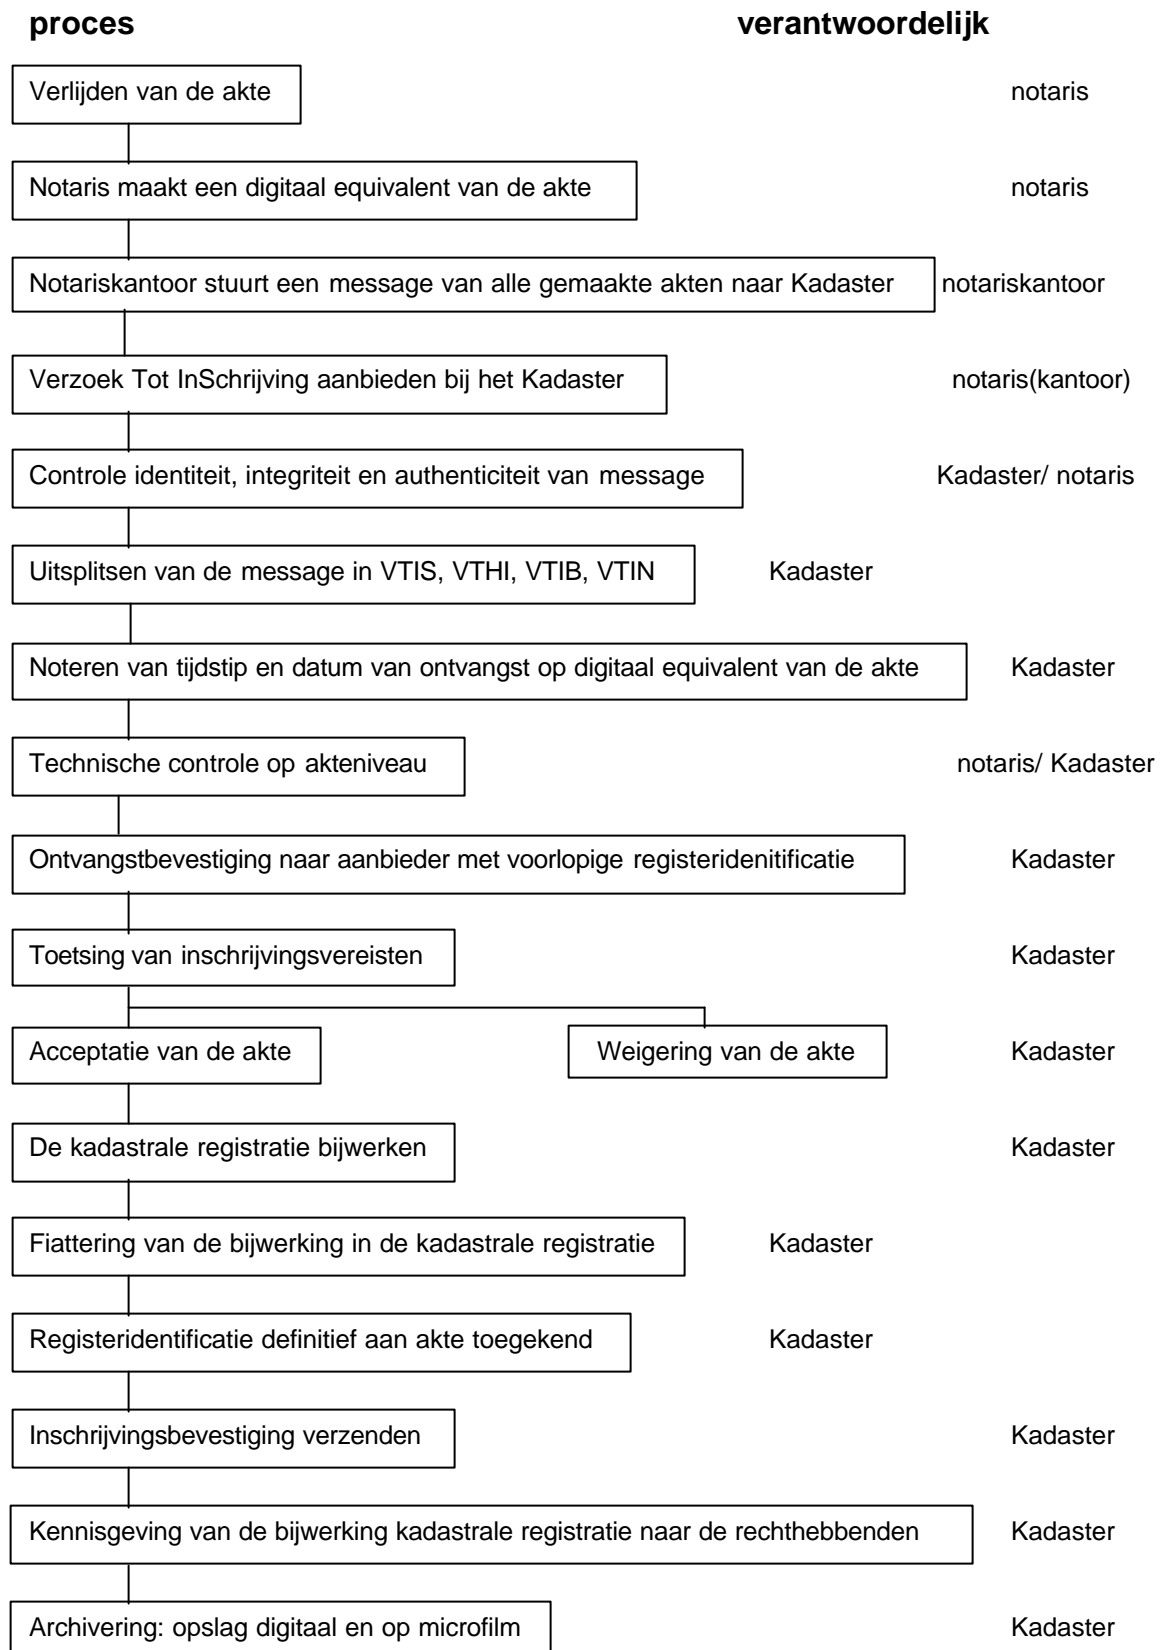 proces verantwoordelijk
Verlijden van de akte notaris
Notaris maakt een digitaal equivalent van de akte notaris
Notariskantoor stuurt een message van alle gemaakte akten naar Kadaster notariskantoor
Verzoek Tot InSchrijving aanbieden bij het Kadaster notaris(kantoor)
Controle identiteit, integriteit en authenticiteit van message Kadaster/ notaris
Uitsplitsen van de message in VTIS, VTHI, VTIB, VTIN Kadaster
Noteren van tijdstip en datum van ontvangst op digitaal equivalent van de akte Kadaster
Technische controle op akteniveau notaris/ Kadaster
Ontvangstbevestiging naar aanbieder met voorlopige registeridenitificatie Kadaster
Toetsing van inschrijvingsvereisten Kadaster
Acceptatie van de akte Weigering van de akte Kadaster
De kadastrale registratie bijwerken Kadaster
Fiattering van de bijwerking in de kadastrale registratie Kadaster
Registeridentificatie definitief aan akte toegekend Kadaster
Inschrijvingsbevestiging verzenden Kadaster
Kennisgeving van de bijwerking kadastrale registratie naar de rechthebbenden Kadaster
Archivering: opslag digitaal en op microfilm Kadaster